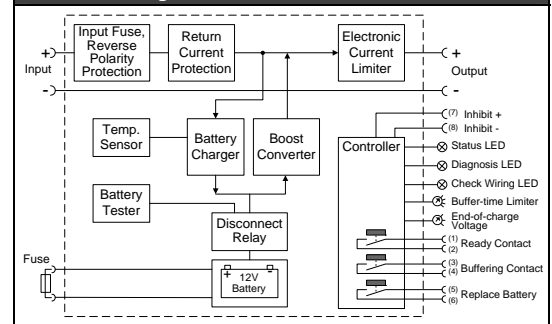 Input Fuse,
Reverse
Polarity
Protection
Return
Current
Protection
Electronic
Current
Limiter
+
Input
-
+
Output
-
Temp.
Sensor
Battery
Charger
Boost
Converter
Controller
Battery
Tester
Disconnect
Relay
Fuse
+ -
12V
Battery
(7) Inhibit +
(8) Inhibit -
Status LED
Diagnosis LED
Check Wiring LED
Buffer-time Limiter
End-of-charge
Voltage
(1)
(2) Ready Contact
(3)
(4) Buffering Contact
(5)
(6) Replace Battery